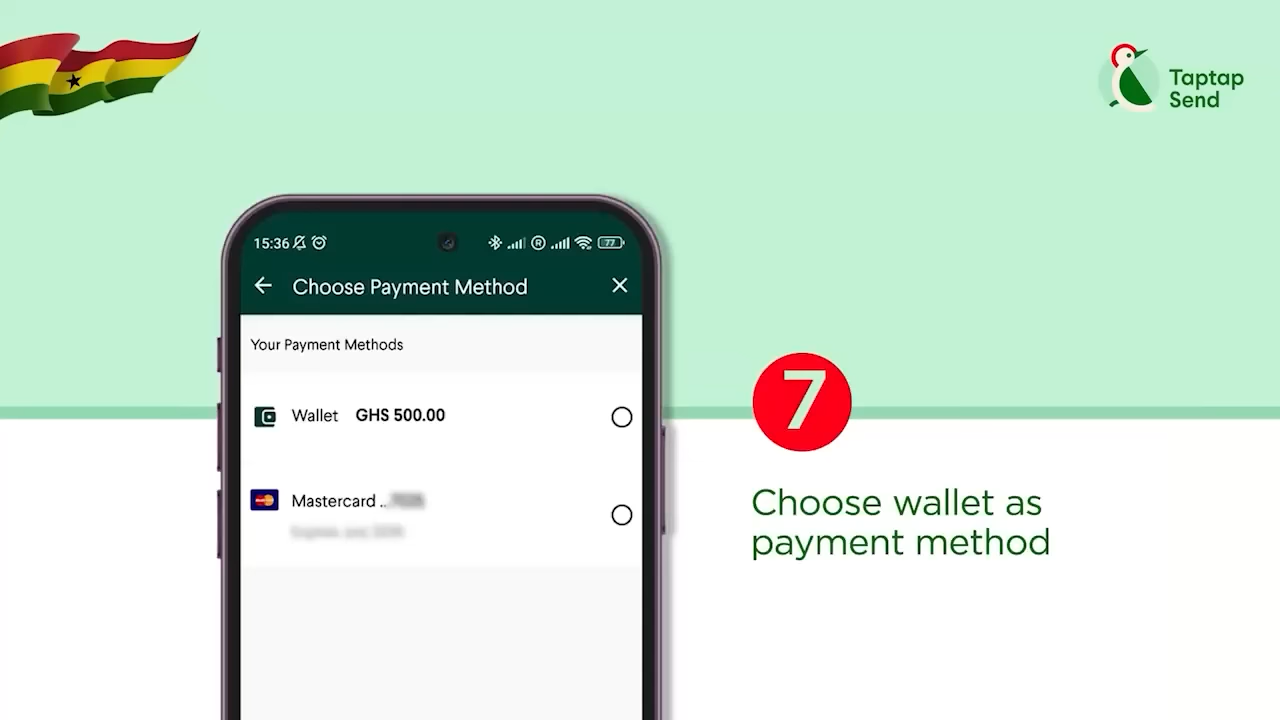 Taptap
Send
15:36
R
77
Choose Payment Method
Your Payment Methods
Wallet GHS 500.00
Mastercard ..
7
Choose wallet as
payment method